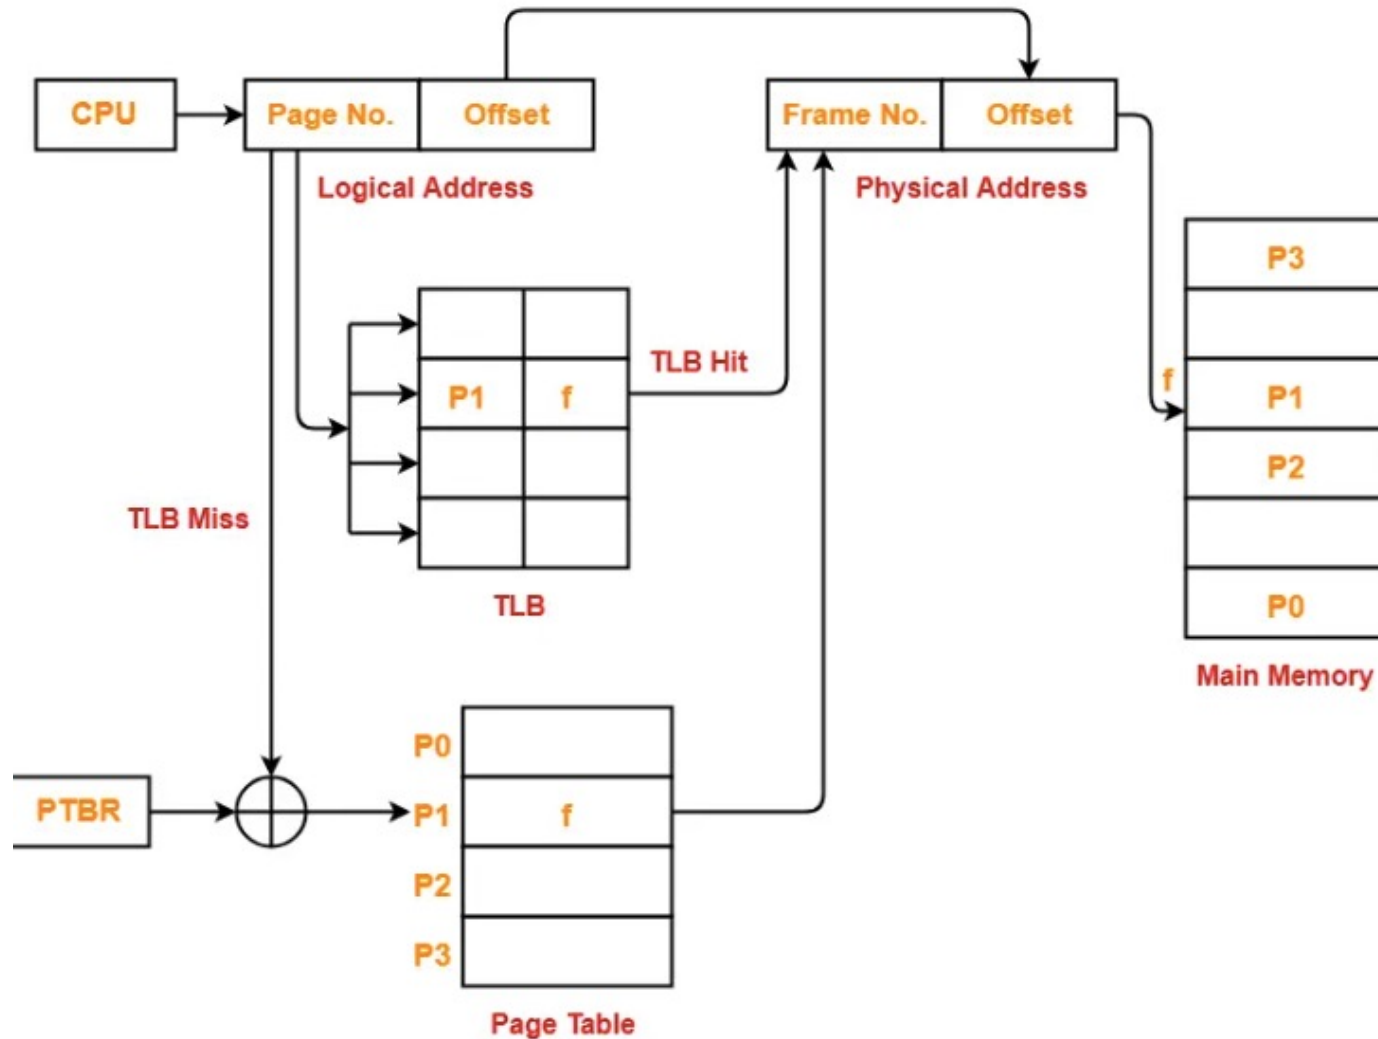 CPU
Page No.
Offset
Frame No.
Offset
Logical Address
Physical Address
P3
TLB Hit
f
P1
f
P1
P2
TLB Miss
TLB
P0
Main Memory
P0
PTBR
P1
f
P2
P3
Page Table